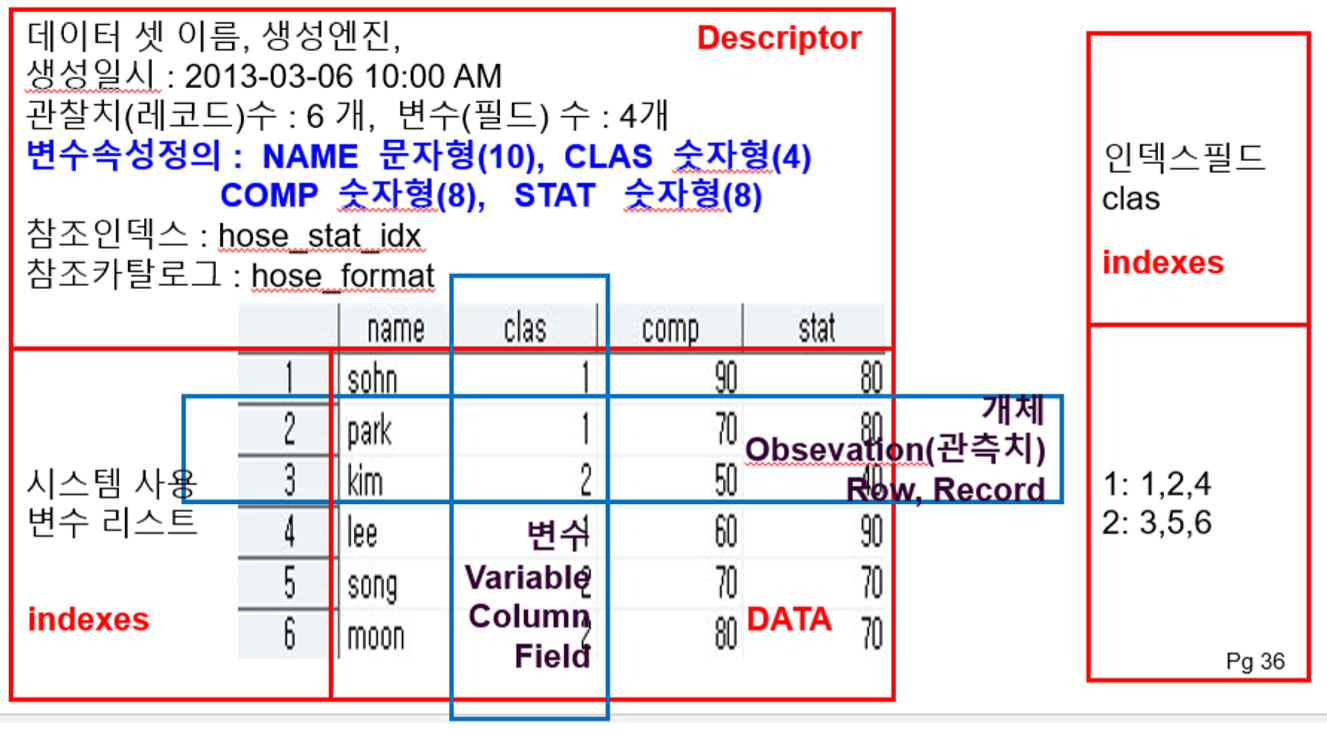 데이터 셋 이름, 생성엔진,
Descriptor
생성일시 : 2013-03-06 10:00 AM
관찰치(레코드)수 : 6 개, 변수(필드) 수 : 4개
변수속성정의 : NAME 문자형(10), CLAS 숫자형(4)
COMP 숫자형(8), STAT 숫자형(8)
참조인덱스 : hose_stat_idx
참조카탈로그 : hose_format
name clas comp stat
1 sohn 1 90 80
2 park 1 70 80
3 kim 2 50 40
4 lee 1 60 90
5 song 2 70 70
6 moon 2 80 70
시스템 사용
변수 리스트
indexes
개체
Obsevation(관측치)
Row, Record
변수
Variable
Column
Field
DATA
인덱스필드
clas
indexes
1: 1,2,4
2: 3,5,6
Pg 36